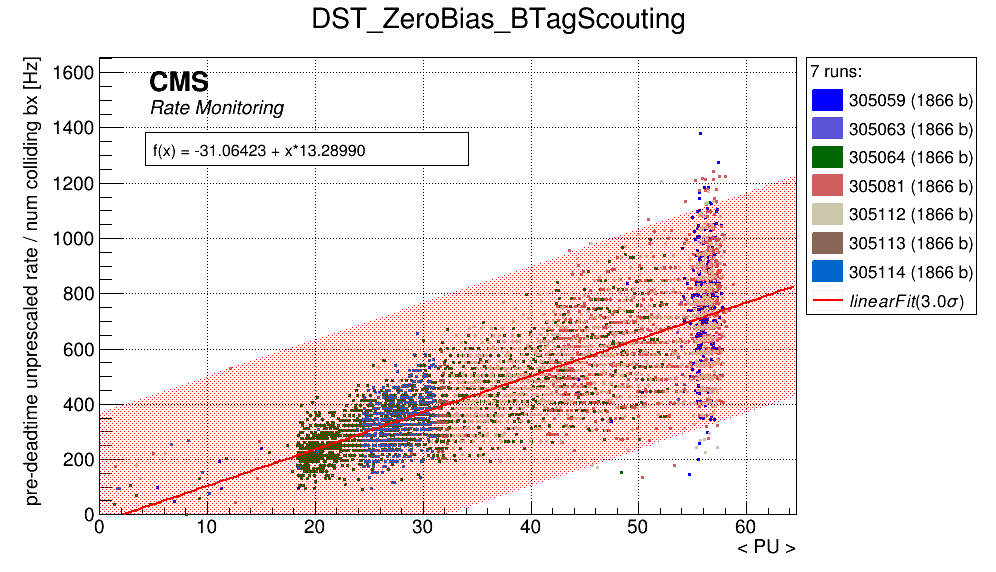 DST_ZeroBias_BTagScouting
pre-deadtime unprescaled rate / num colliding bx [Hz]
CMS
Rate Monitoring
f(x) = -31.06423 + x*13.28990
1600
1400
1200
1000
800
600
400
200
0
0 10 20 30 40 50 60
< PU >
7 runs:
305059 (1866 b)
305063 (1866 b)
305064 (1866 b)
305081 (1866 b)
305112 (1866 b)
305113 (1866 b)
305114 (1866 b)
linearFit(3.0σ)